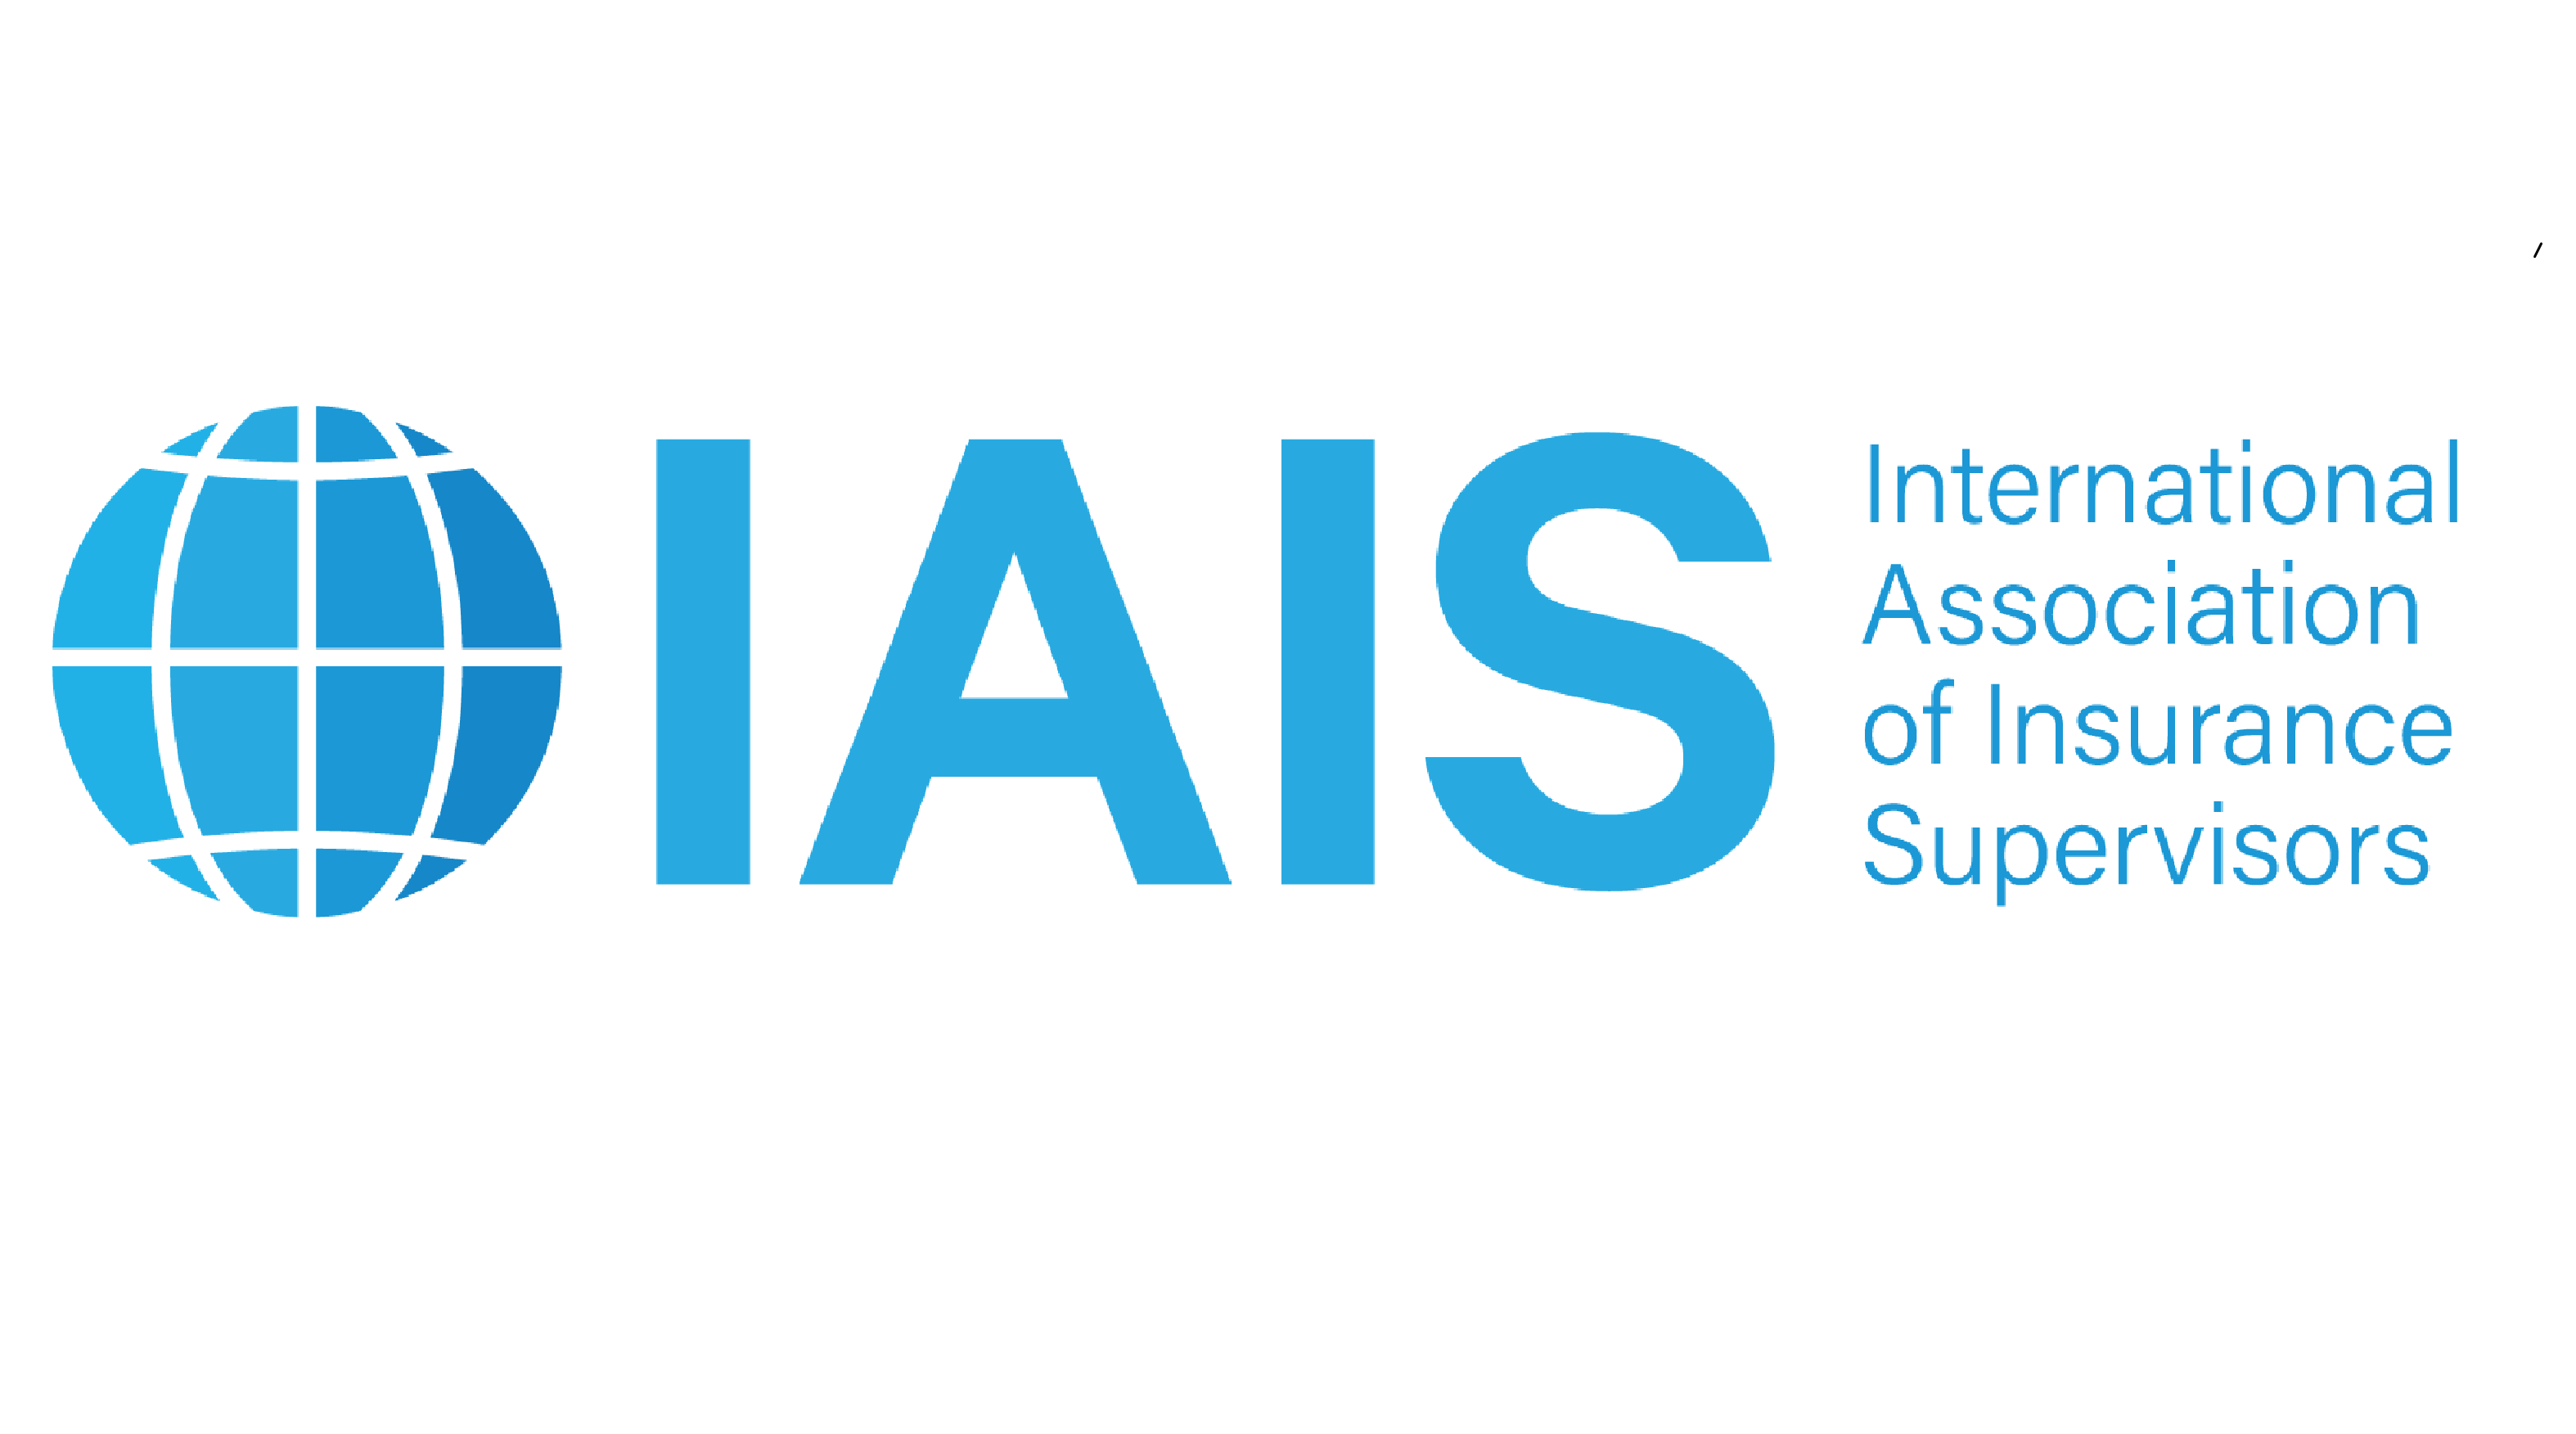 IAIS
International
Association
of Insurance
Supervisors